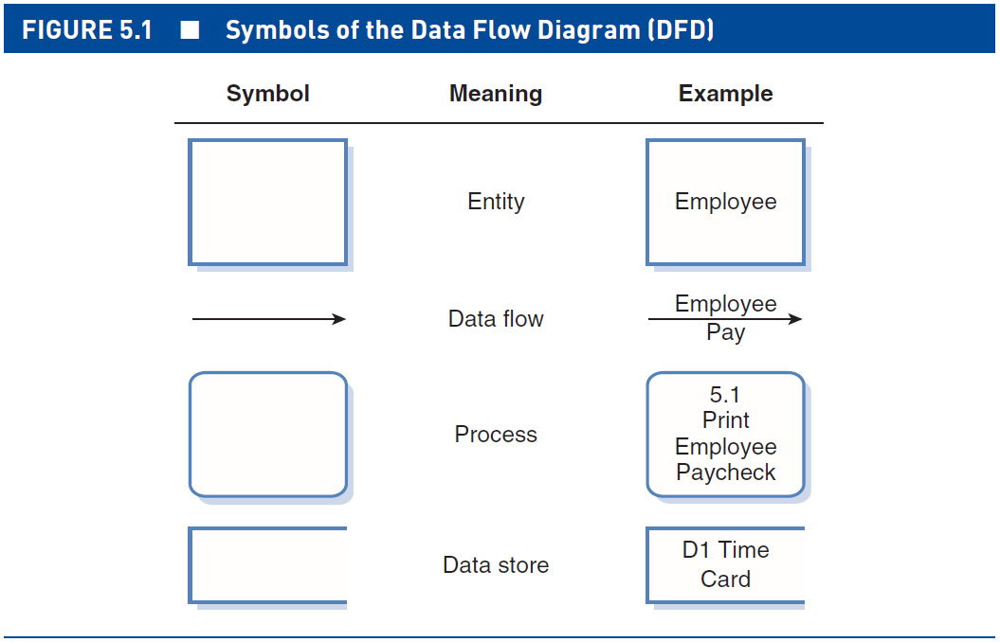 FIGURE 5.1 ■ Symbols of the Data Flow Diagram (DFD)
Symbol Meaning Example
Entity Employee
Data flow Employee
Pay
Process 5.1
Print
Employee
Paycheck
Data store D1 Time
Card